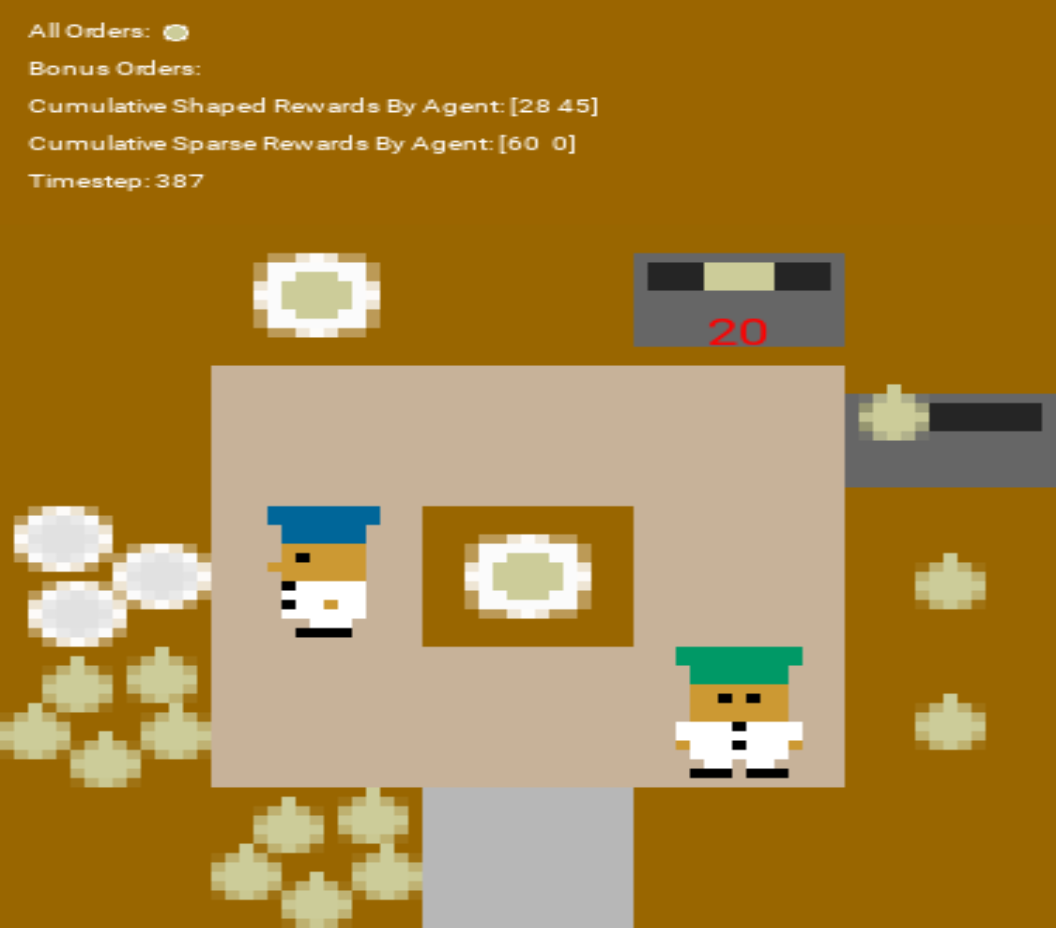 All Orders:
Bonus Orders:
Cumulative Shaped Rewards By Agent: [28 45]
Cumulative Sparse Rewards By Agent: [60  0]
Timestep: 387
20